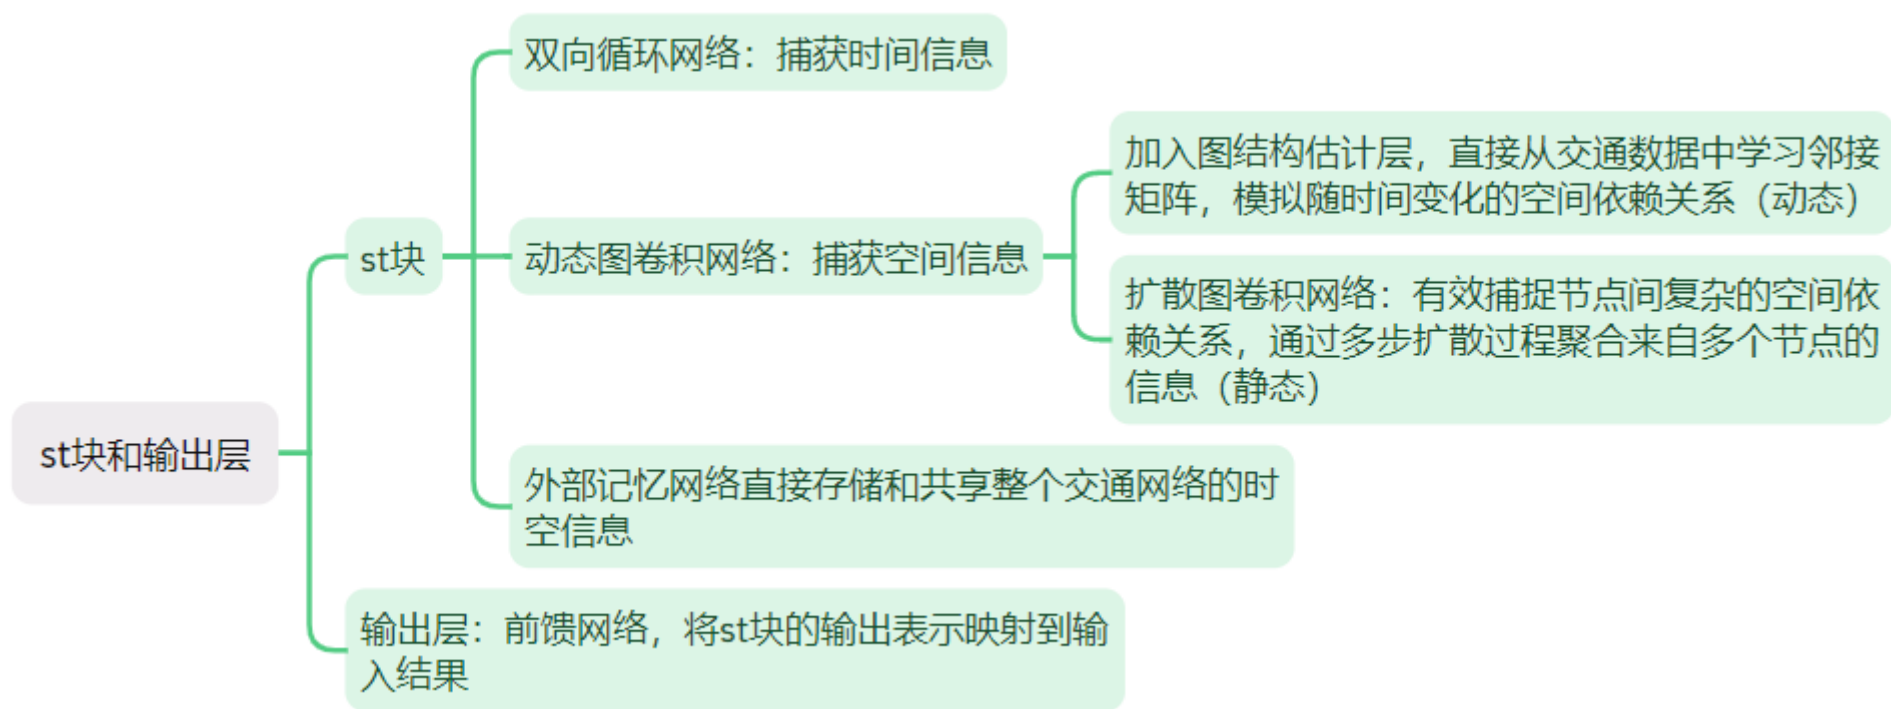 双向循环网络：捕获时间信息
加入图结构估计层，直接从交通数据中学习邻接
矩阵，模拟随时间变化的空间依赖关系（动态）
st块
动态图卷积网络：捕获空间信息
扩散图卷积网络：有效捕捉节点间复杂的空间依
赖关系，通过多步扩散过程聚合来自多个节点的
信息（静态）
st块和输出层
外部记忆网络直接存储和共享整个交通网络的时
空信息
输出层：前馈网络，将st块的输出表示映射到输
入结果